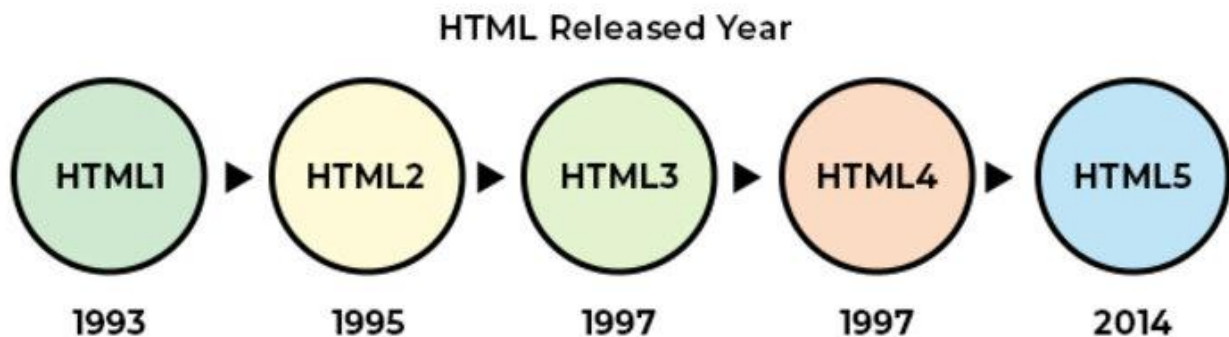 HTML Released Year
HTML1 HTML2 HTML3 HTML4 HTML5
1993 1995 1997 1997 2014